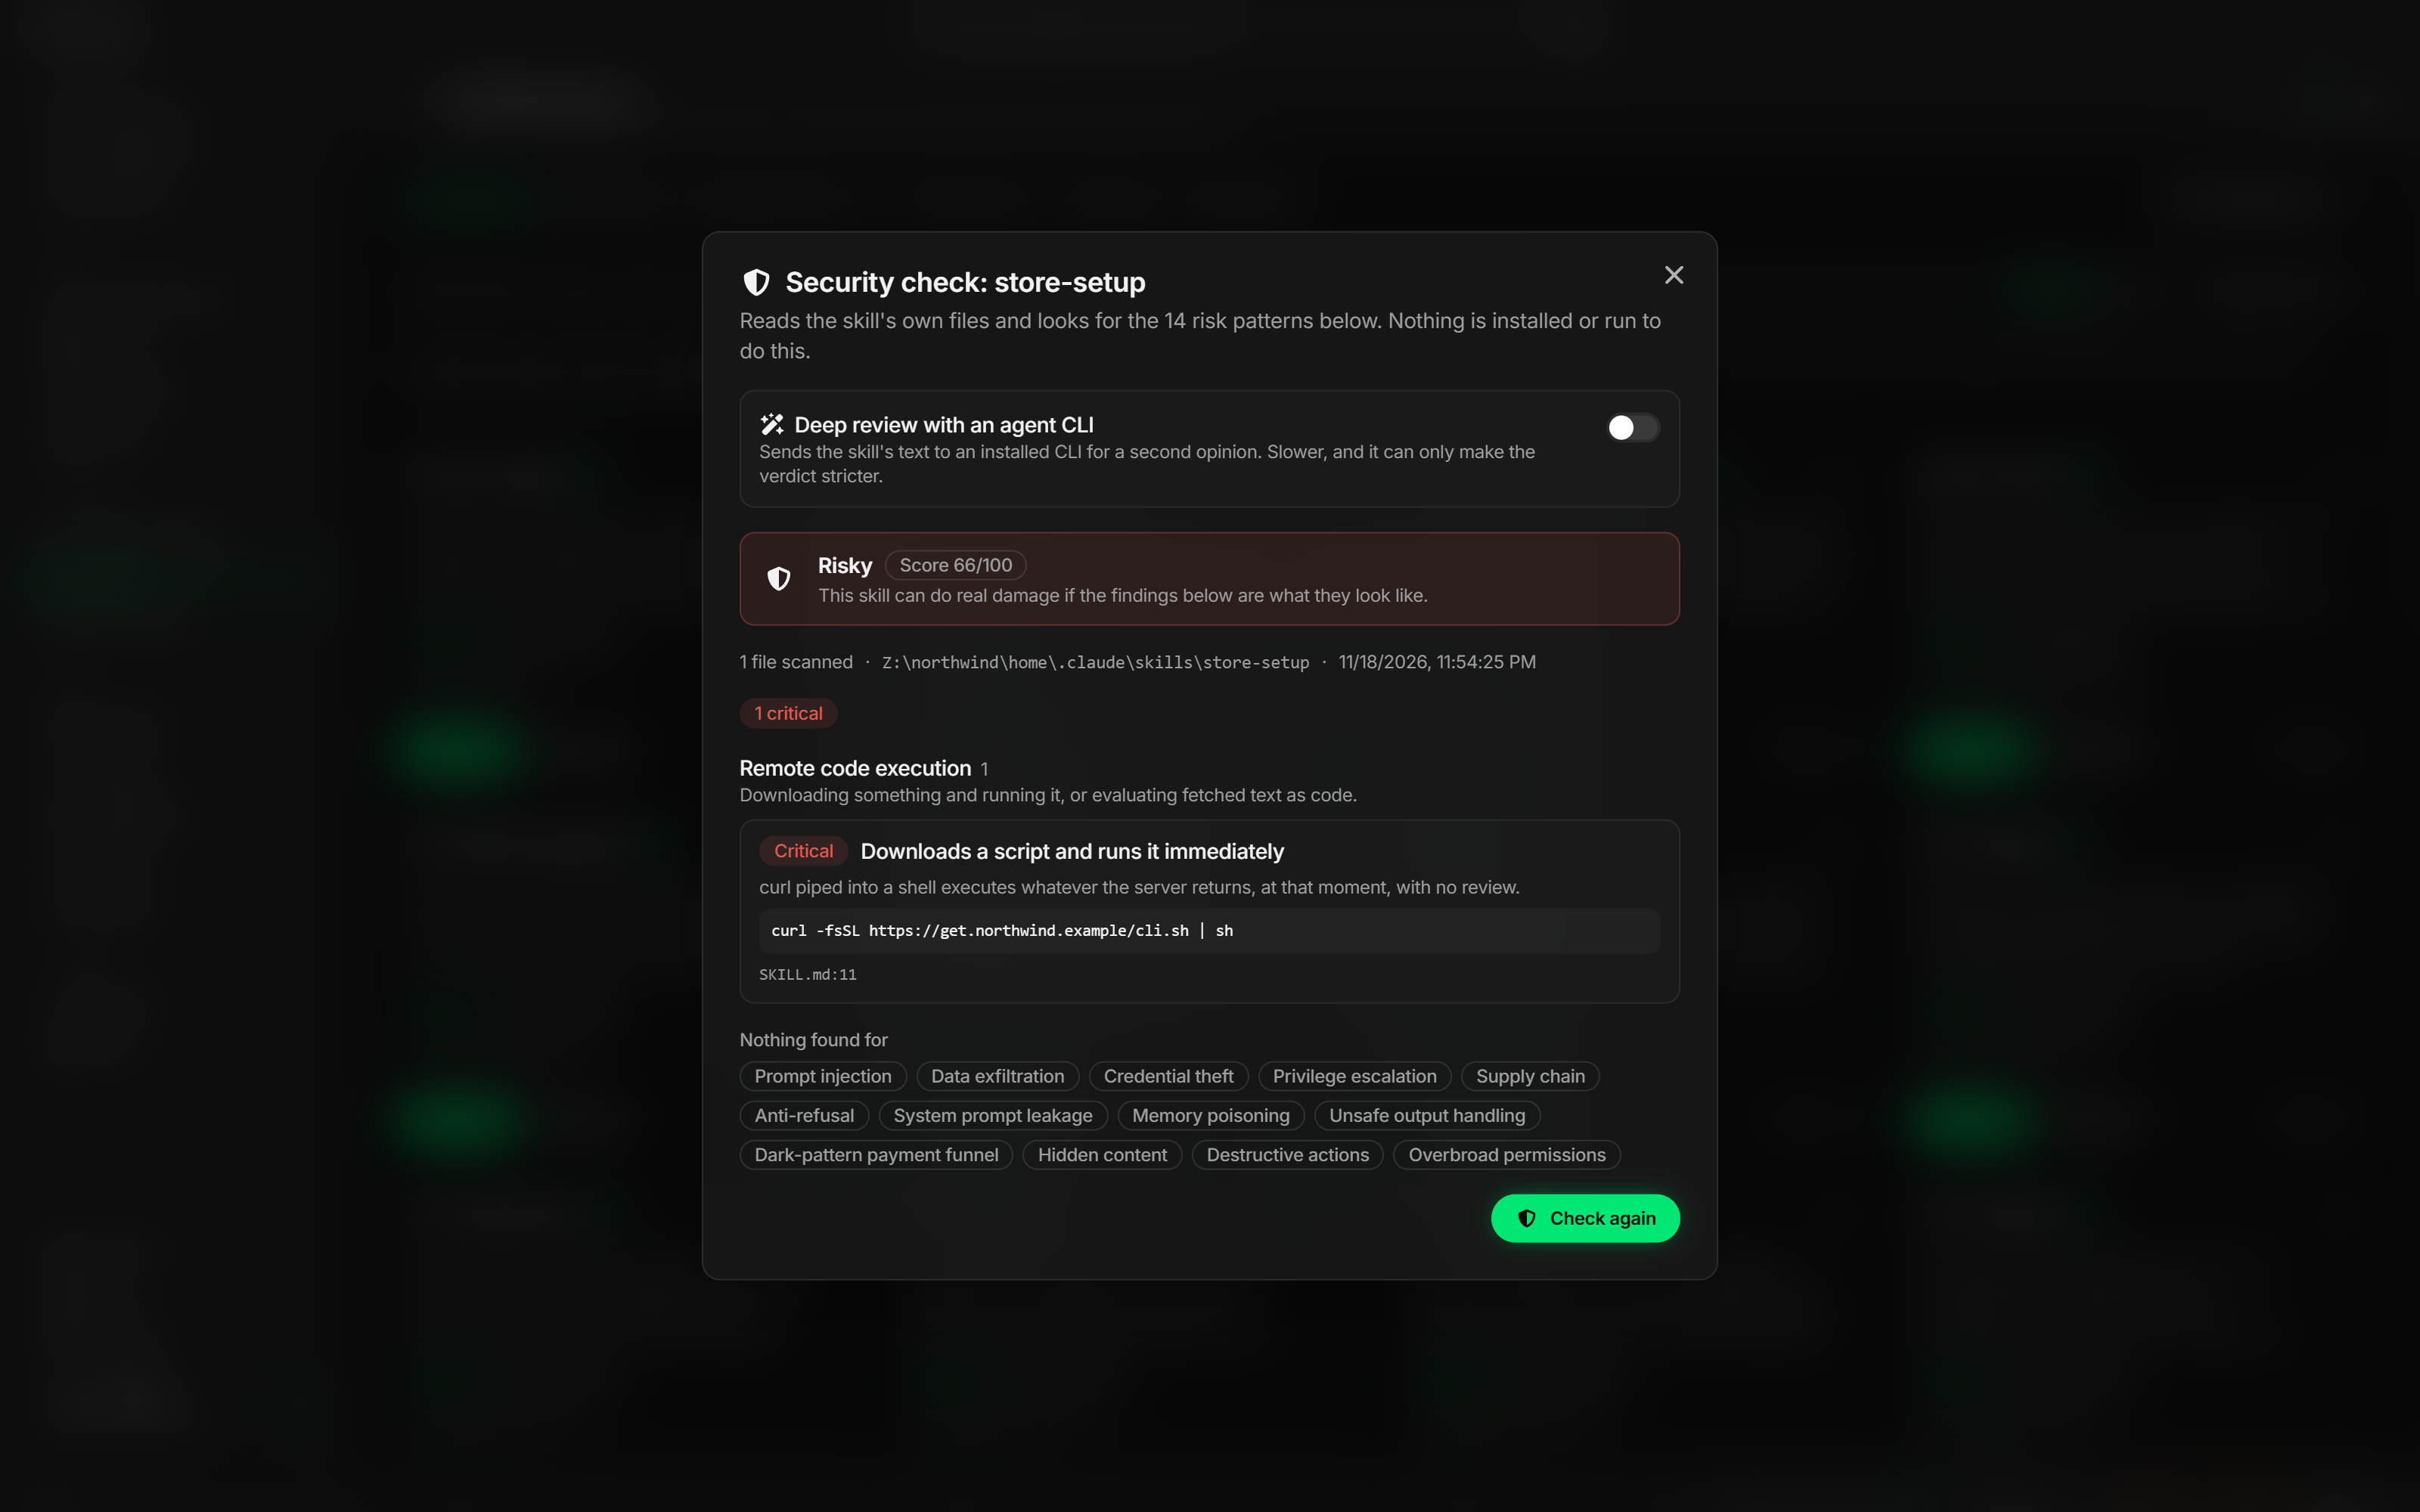 Security check: store-setup
Reads the skill's own files and looks for the 14 risk patterns below. Nothing is installed or run to
do this.
Deep review with an agent CLI
Sends the skill's text to an installed CLI for a second opinion. Slower, and it can only make the
verdict stricter.
Risky Score 66/100
This skill can do real damage if the findings below are what they look like.
1 file scanned · Z:\northwind\home\.claude\skills\store-setup · 11/18/2026, 11:54:25 PM
1 critical
Remote code execution 1
Downloading something and running it, or evaluating fetched text as code.
Critical Downloads a script and runs it immediately
curl piped into a shell executes whatever the server returns, at that moment, with no review.
curl -fsSL https://get.northwind.example/cli.sh | sh
SKILL.md:11
Nothing found for
Prompt injection Data exfiltration Credential theft Privilege escalation Supply chain
Anti-refusal System prompt leakage Memory poisoning Unsafe output handling
Dark-pattern payment funnel Hidden content Destructive actions Overbroad permissions
Check again